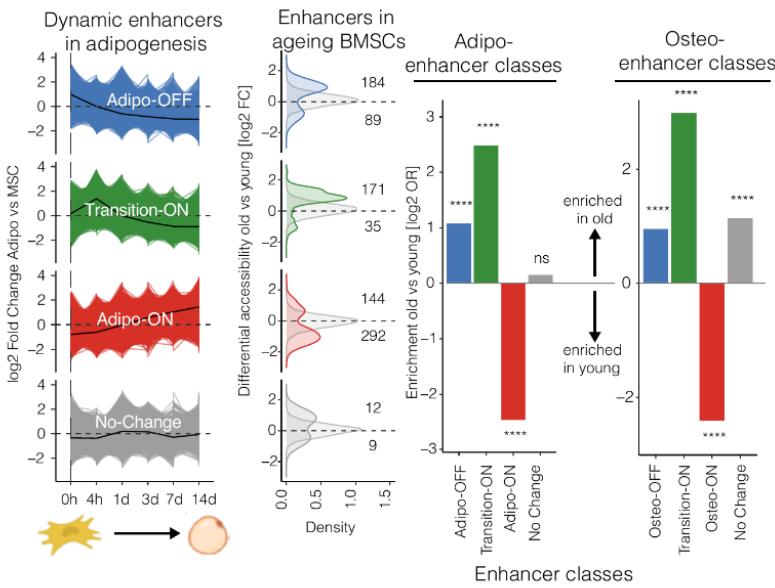 Dynamic enhancers
in adipogenesis
log2 Fold Change Adipo vs MSC
4
2
0
−2
Adipo-OFF
4
2
0
−2
Transition-ON
4
2
0
−2
Adipo-ON
4
2
0
−2
No-Change
0h 4h 1d 3d 7d 14d
Enhancers in
ageing BMSCs
Differential accessibility old vs young [log2 FC]
2
0
−2
184
89
2
0
−2
171
35
2
0
−2
144
292
2
0
−2
12
9
0.0 0.5 1.0 1.5
Density
Adipo-
enhancer classes
Enrichment old vs young [log2 OR]
3
2
1
0
−1
−2
−3
****
****
****
ns
Adipo-OFF
Transition-ON
Adipo-ON
No Change
enriched
in old
enriched
in young
Osteo-
enhancer classes
2
0
−2
****
****
****
****
Osteo-OFF
Transition-ON
Osteo-ON
No Change
Enhancer classes